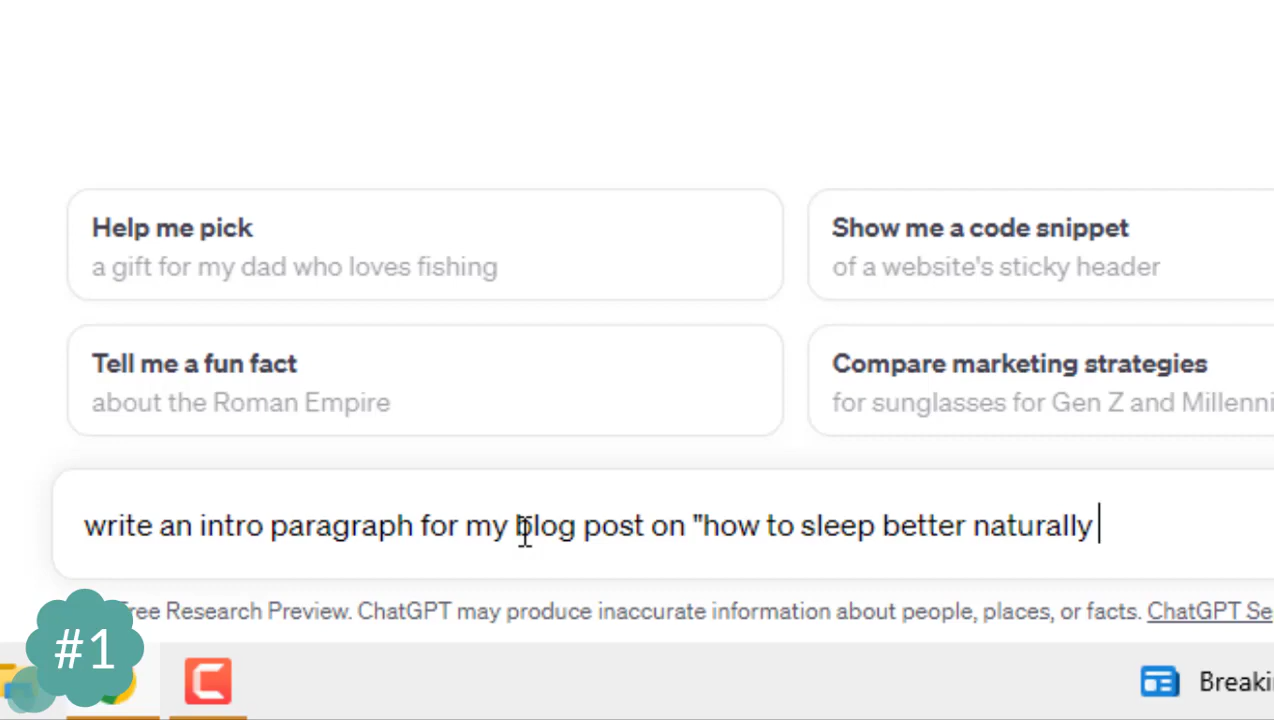 Help me pick
a gift for my dad who loves fishing
Show me a code snippet
of a website's sticky header
Tell me a fun fact
about the Roman Empire
Compare marketing strategies
for sunglasses for Gen Z and Millenni
write an intro paragraph for my blog post on "how to sleep better naturally
ree Research Preview. ChatGPT may produce inaccurate information about people, places, or facts. ChatGPT Se
#1
Breaki